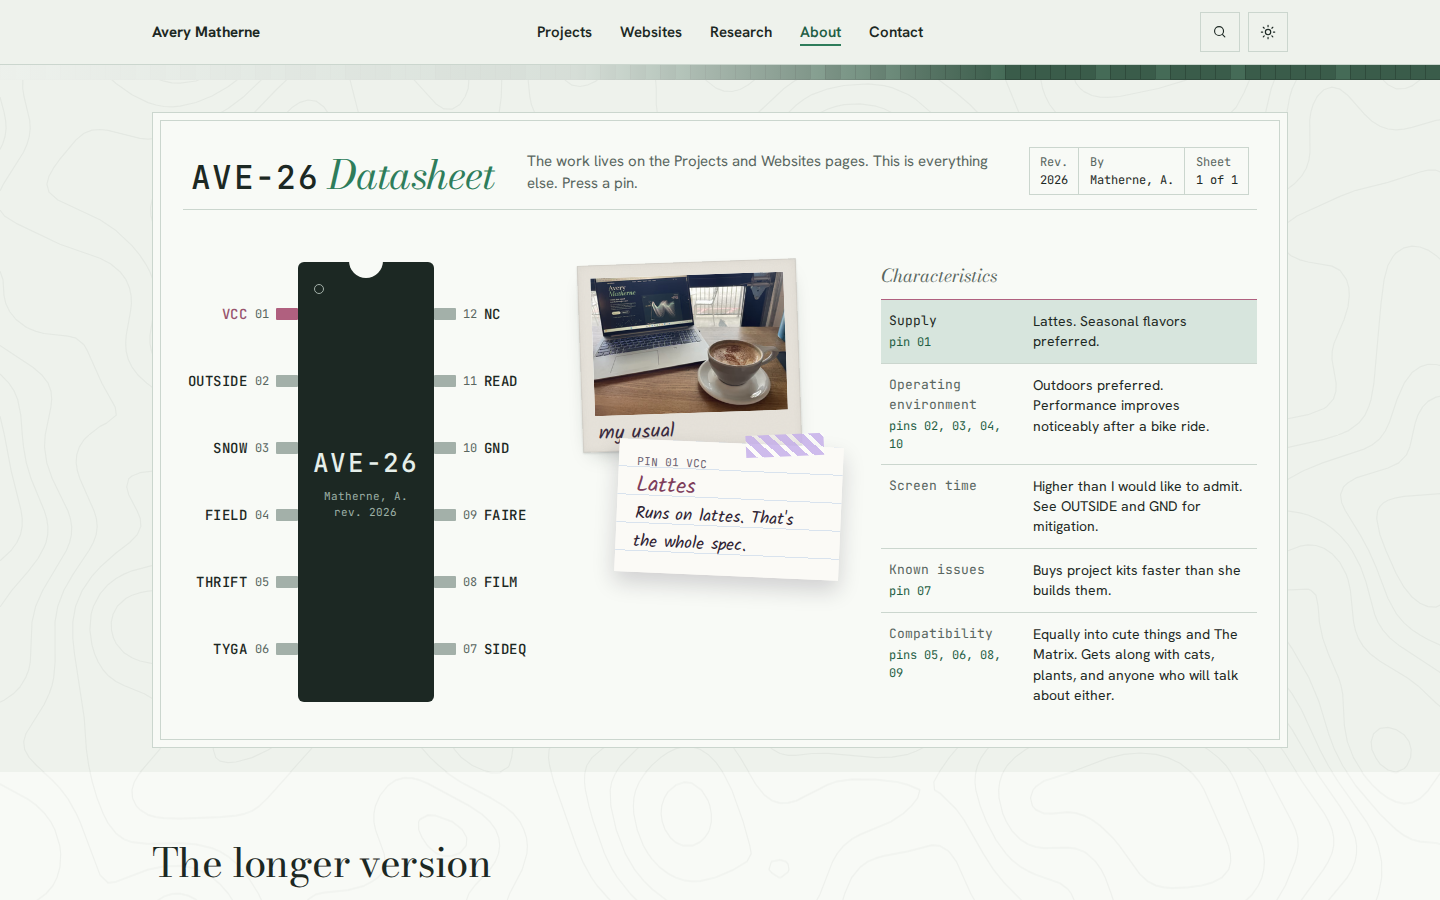 Avery Matherne
Projects
Websites
Research
About
Contact
AVE-26 Datasheet
The work lives on the Projects and Websites pages. This is everything
else. Press a pin.
Rev.
2026
By
Matherne, A.
Sheet
1 of 1
VCC 01
OUTSIDE 02
SNOW 03
FIELD 04
THRIFT 05
TYGA 06
AVE-26
Matherne, A.
rev. 2026
12 NC
11 READ
10 GND
09 FAIRE
08 FILM
07 SIDEQ
Avery
Matherne
my usual
PIN 01 VCC
Lattes
Runs on lattes. That's
the whole spec.
Characteristics
Supply
pin 01
Lattes. Seasonal flavors
preferred.
Operating
environment
pins 02, 03, 04,
10
Outdoors preferred.
Performance improves
noticeably after a bike ride.
Screen time
Higher than I would like to admit.
See OUTSIDE and GND for
mitigation.
Known issues
pin 07
Buys project kits faster than she
builds them.
Compatibility
pins 05, 06, 08,
09
Equally into cute things and The
Matrix. Gets along with cats,
plants, and anyone who will talk
about either.
The longer version